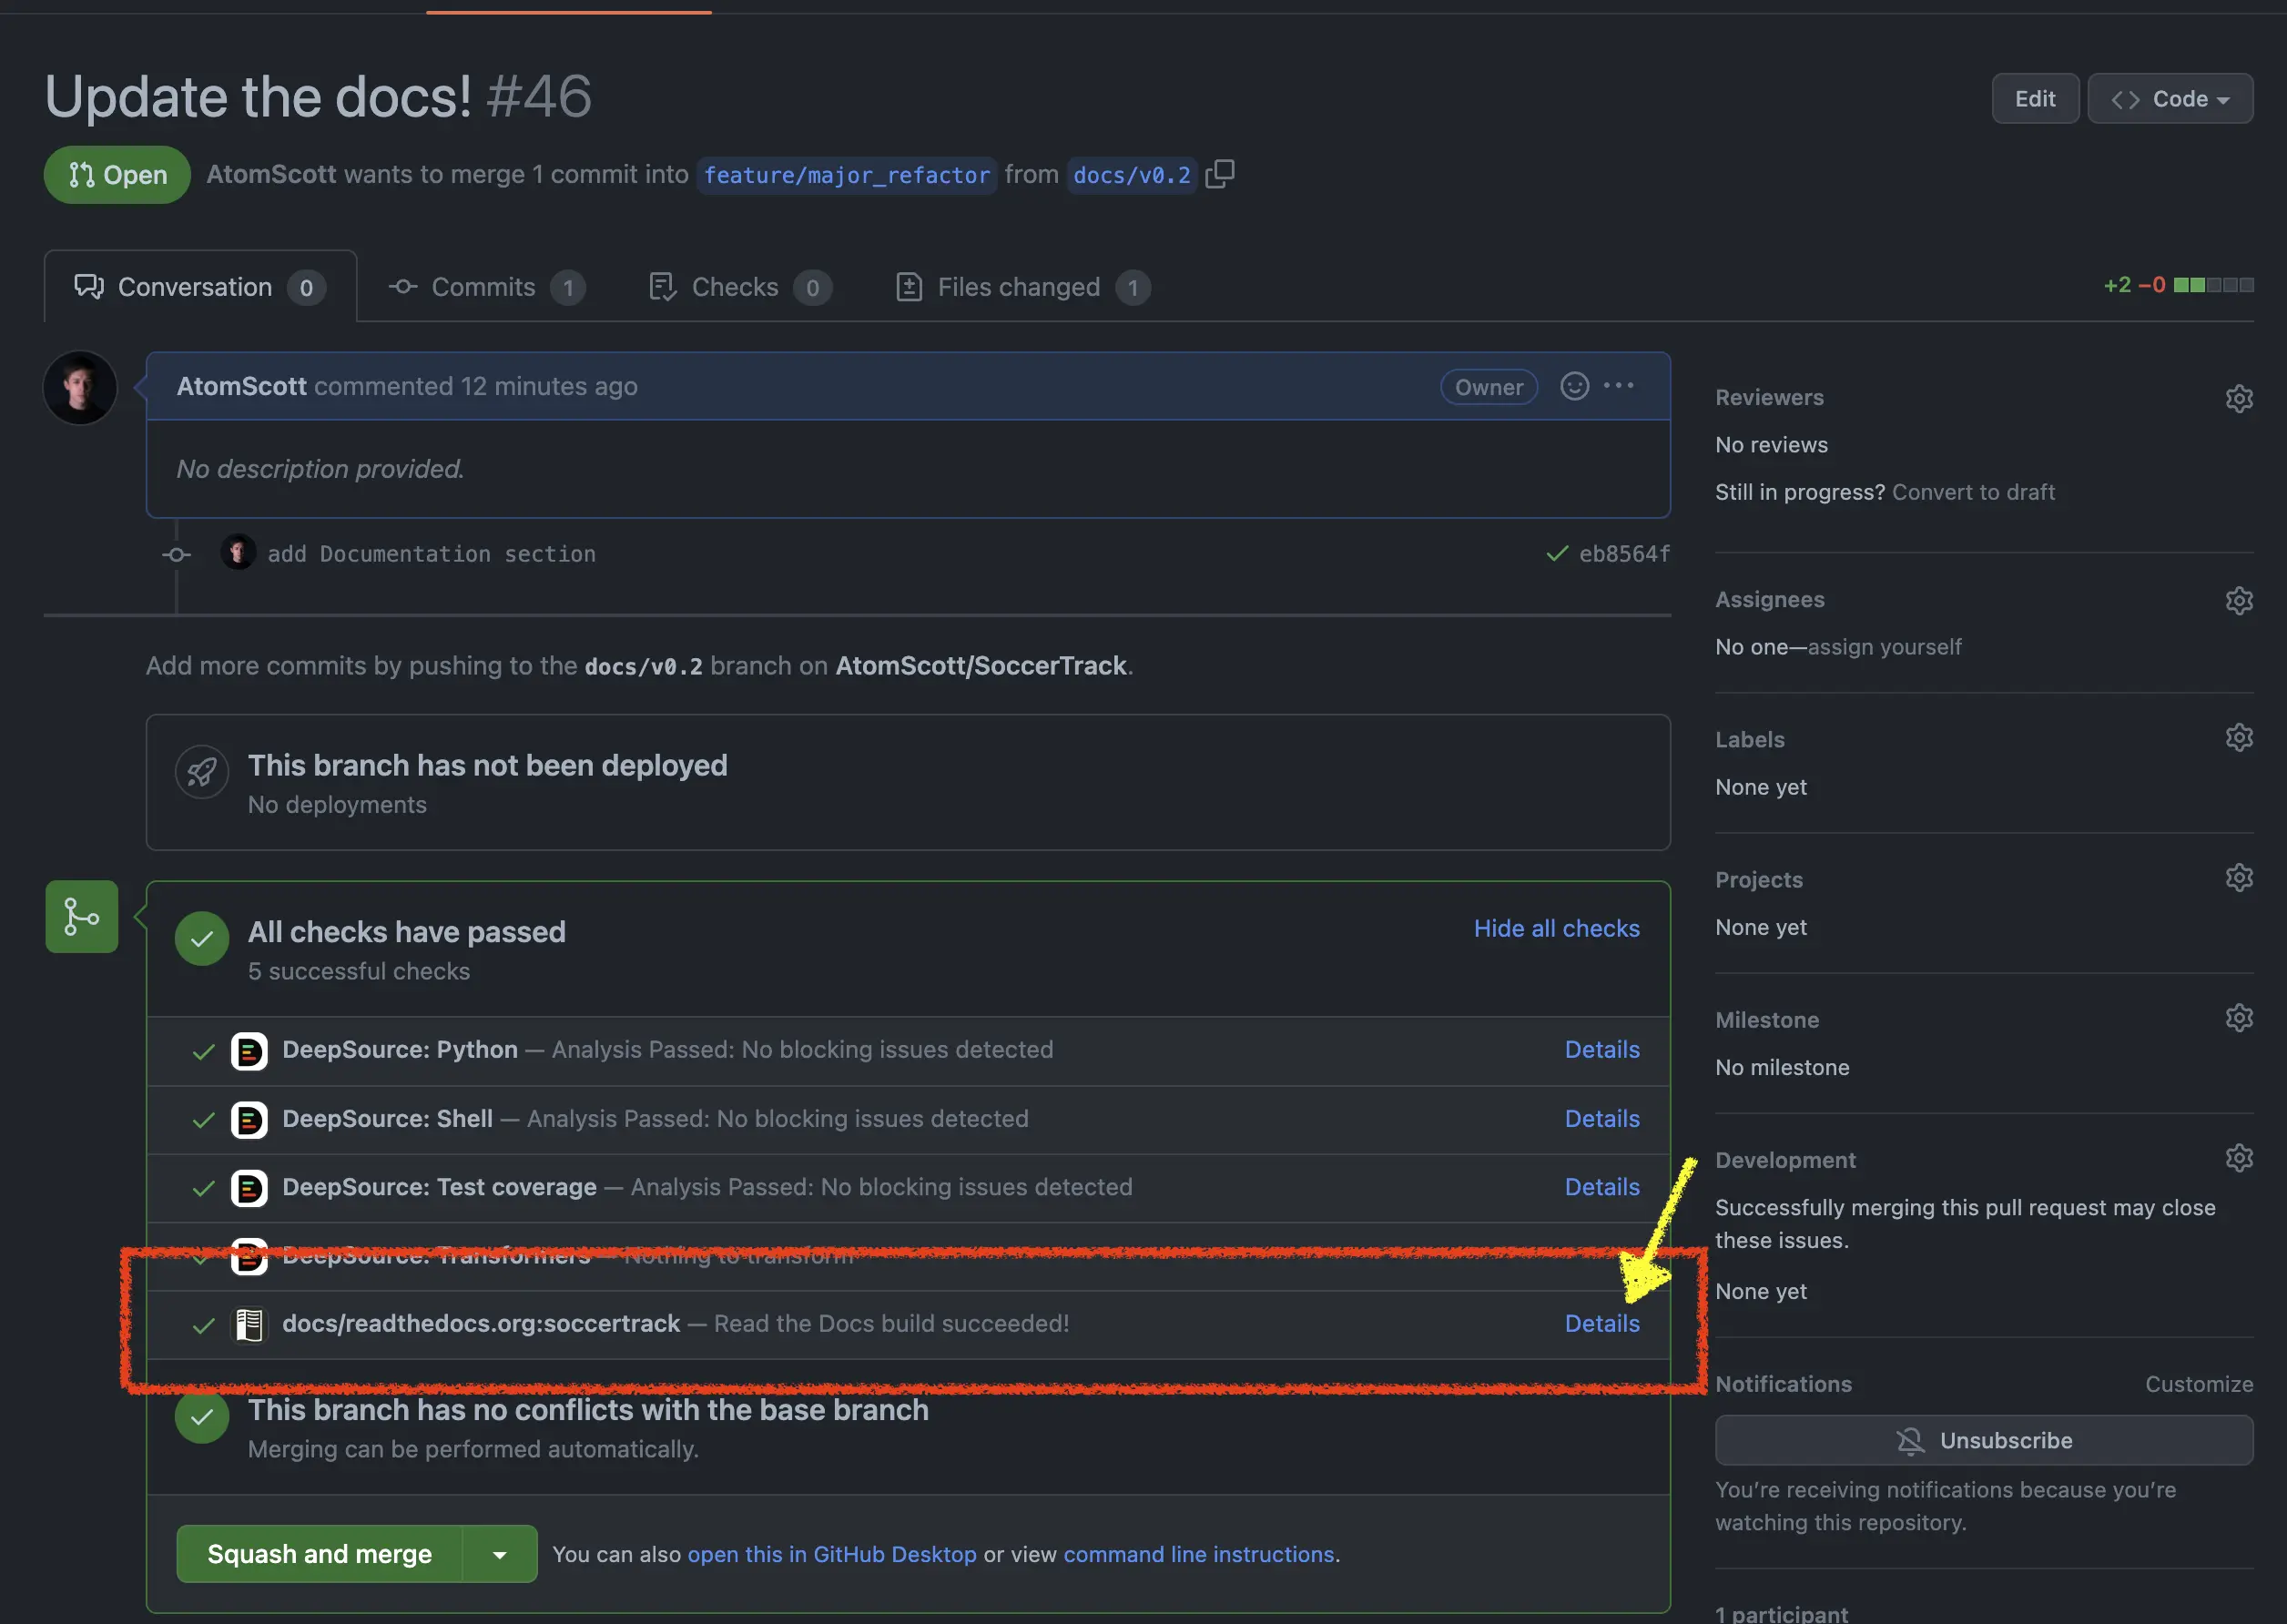 Update the docs! #46
Edit
Code
Open
AtomScott wants to merge 1 commit into feature/major_refactor from docs/v0.2
Conversation 0
Commits 1
Checks 0
Files changed 1
+2 −0
AtomScott commented 12 minutes ago
Owner
No description provided.
add Documentation section
eb8564f
Add more commits by pushing to the docs/v0.2 branch on AtomScott/SoccerTrack.
This branch has not been deployed
No deployments
All checks have passed
Hide all checks
5 successful checks
DeepSource: Python — Analysis Passed: No blocking issues detected
Details
DeepSource: Shell — Analysis Passed: No blocking issues detected
Details
DeepSource: Test coverage — Analysis Passed: No blocking issues detected
Details
DeepSource: Transformers — Nothing to transform
docs/readthedocs.org:soccertrack — Read the Docs build succeeded!
Details
This branch has no conflicts with the base branch
Merging can be performed automatically.
Squash and merge
You can also open this in GitHub Desktop or view command line instructions.
Reviewers
No reviews
Still in progress? Convert to draft
Assignees
No one—assign yourself
Labels
None yet
Projects
None yet
Milestone
No milestone
Development
Successfully merging this pull request may close
these issues.
None yet
Notifications
Customize
Unsubscribe
You’re receiving notifications because you’re
watching this repository.
1 participant